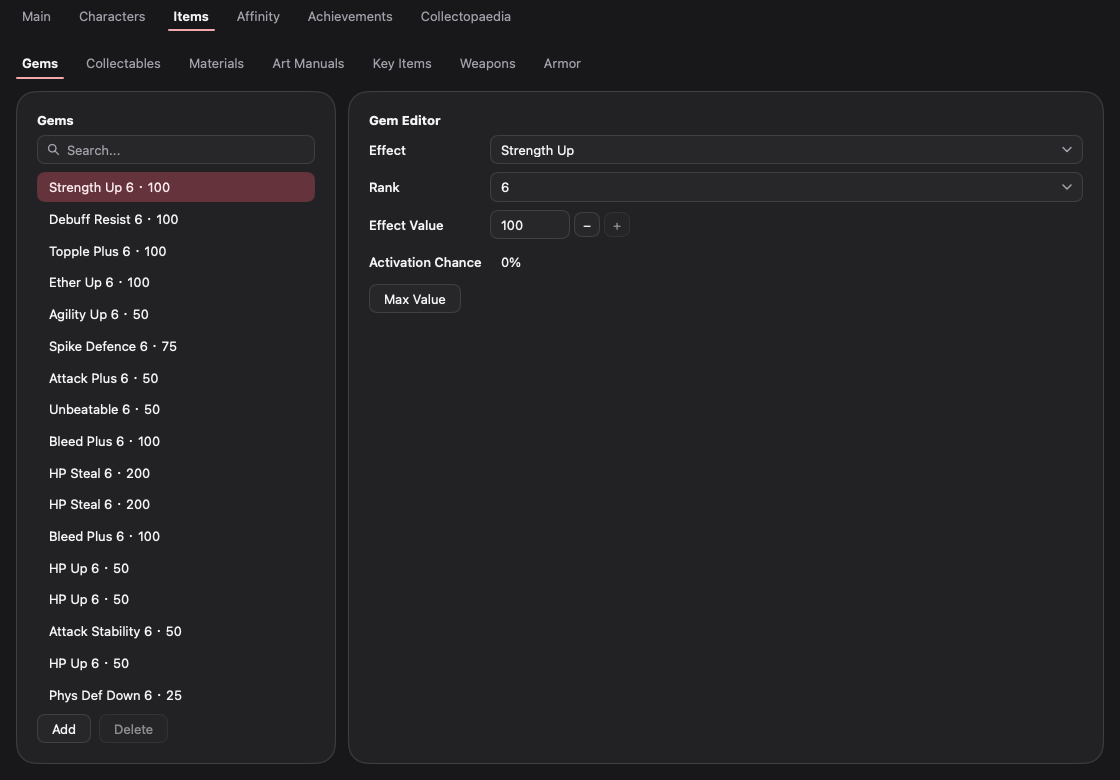 Main Characters Items Affinity Achievements Collectopaedia
Gems Collectables Materials Art Manuals Key Items Weapons Armor
Gems
Search...
Strength Up 6 · 100
Debuff Resist 6 · 100
Topple Plus 6 · 100
Ether Up 6 · 100
Agility Up 6 · 50
Spike Defence 6 · 75
Attack Plus 6 · 50
Unbeatable 6 · 50
Bleed Plus 6 · 100
HP Steal 6 · 200
HP Steal 6 · 200
Bleed Plus 6 · 100
HP Up 6 · 50
HP Up 6 · 50
Attack Stability 6 · 50
HP Up 6 · 50
Phys Def Down 6 · 25
Add Delete
Gem Editor
Effect Strength Up
Rank 6
Effect Value 100 − +
Activation Chance 0%
Max Value